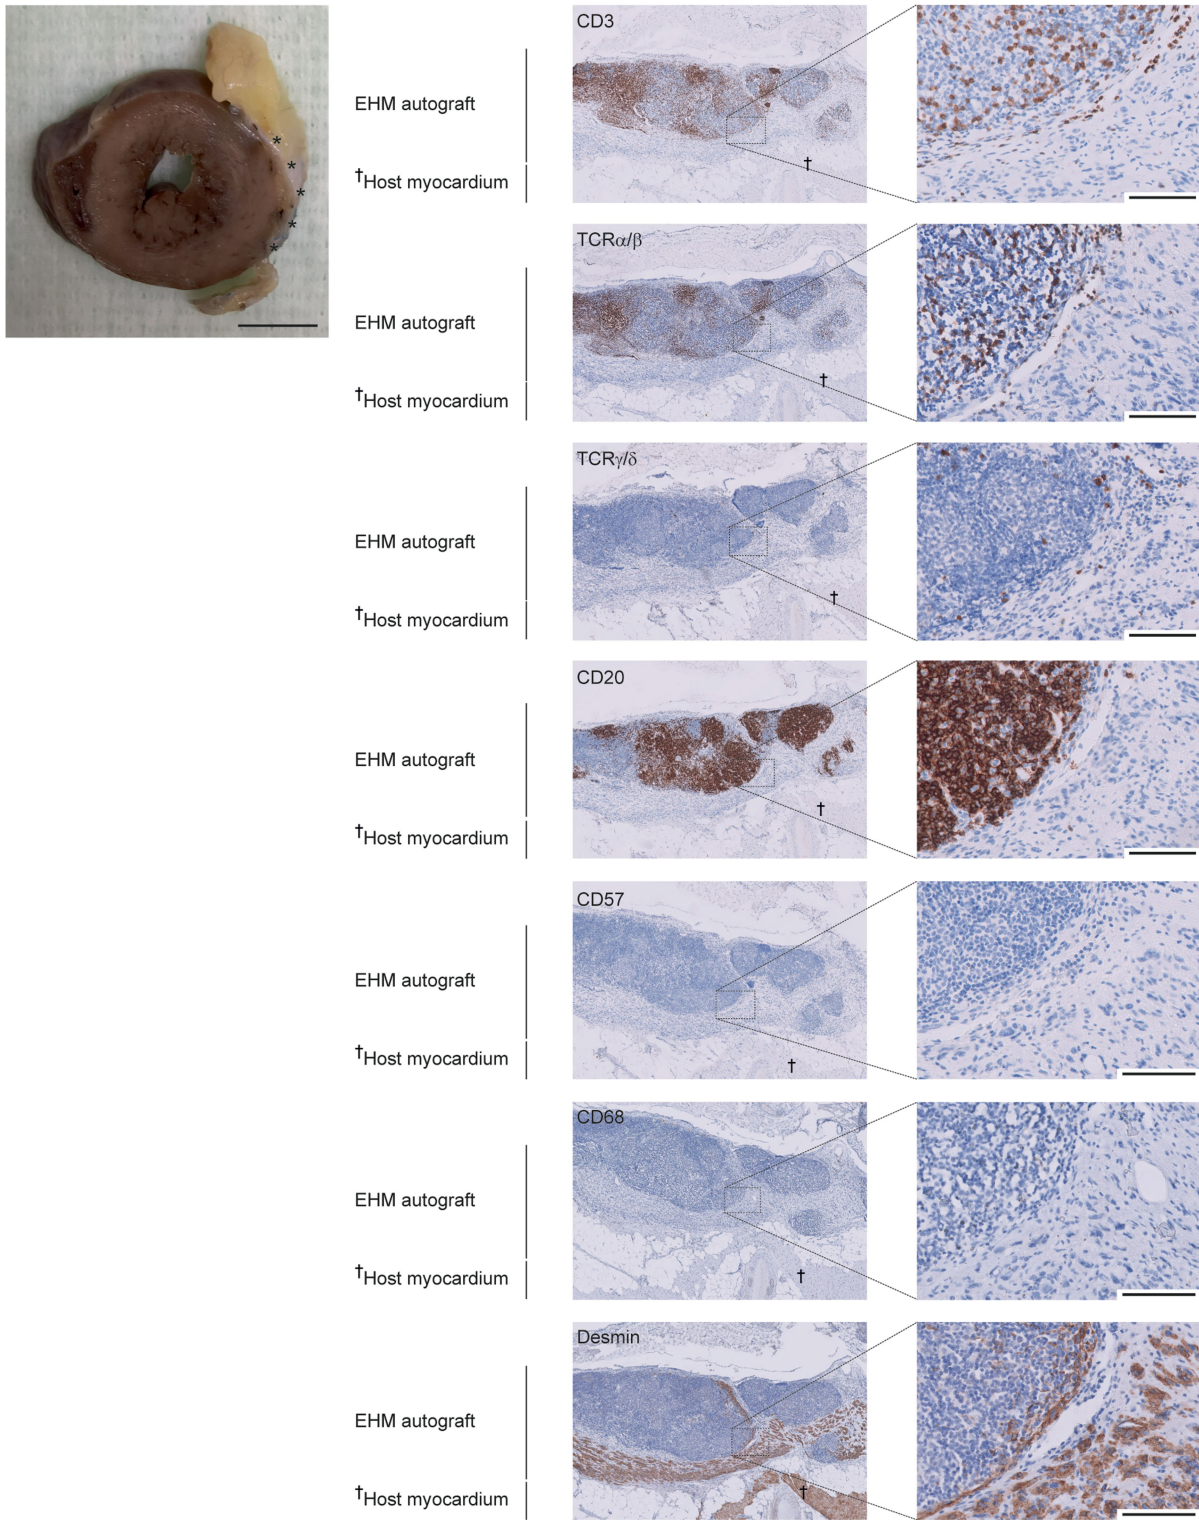 CD3
EHM autograft
†Host myocardium
†
* * * * *
TCRα/β
EHM autograft
†Host myocardium
†
TCRγ/δ
EHM autograft
†Host myocardium
†
CD20
EHM autograft
†Host myocardium
†
CD57
EHM autograft
†Host myocardium
†
CD68
EHM autograft
†Host myocardium
†
Desmin
EHM autograft
†Host myocardium
†